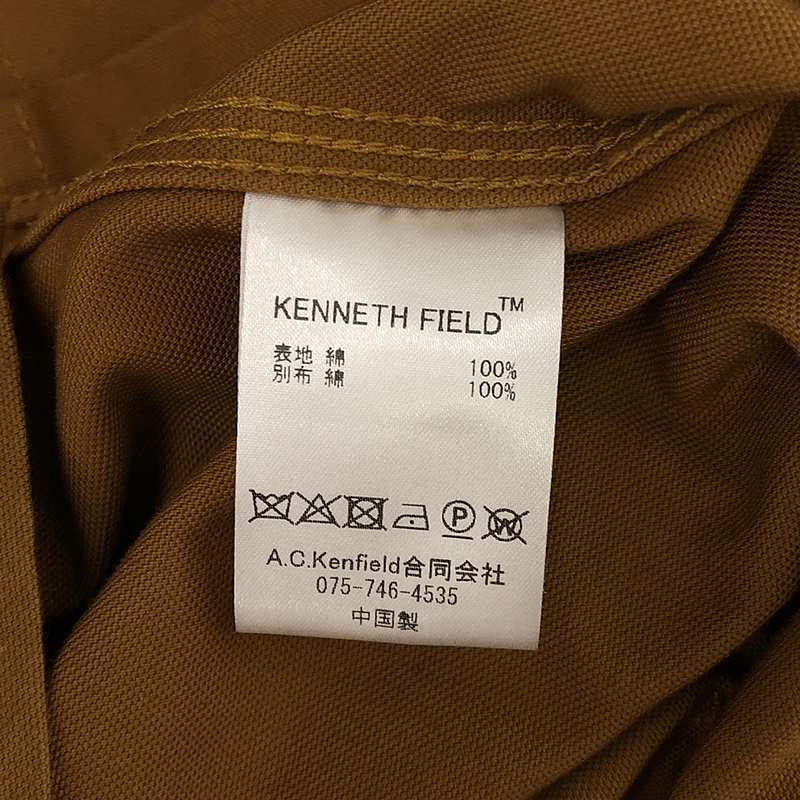 KENNETH FIELD™
表地 綿 100%
別布 綿 100%
P W
A.C.Kenfield合同会社
075-746-4535
中国製